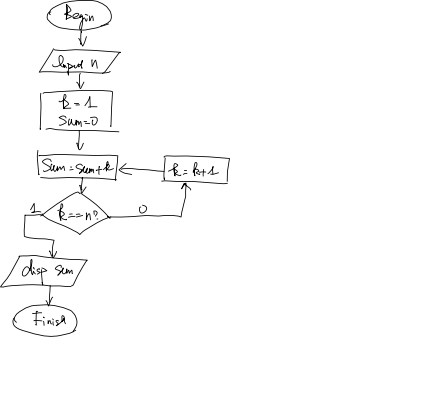 Begin
Input n
k = 1
Sum=0
Sum=sum+k
k=k+1
1
k==n?
0
disp sum
Finish